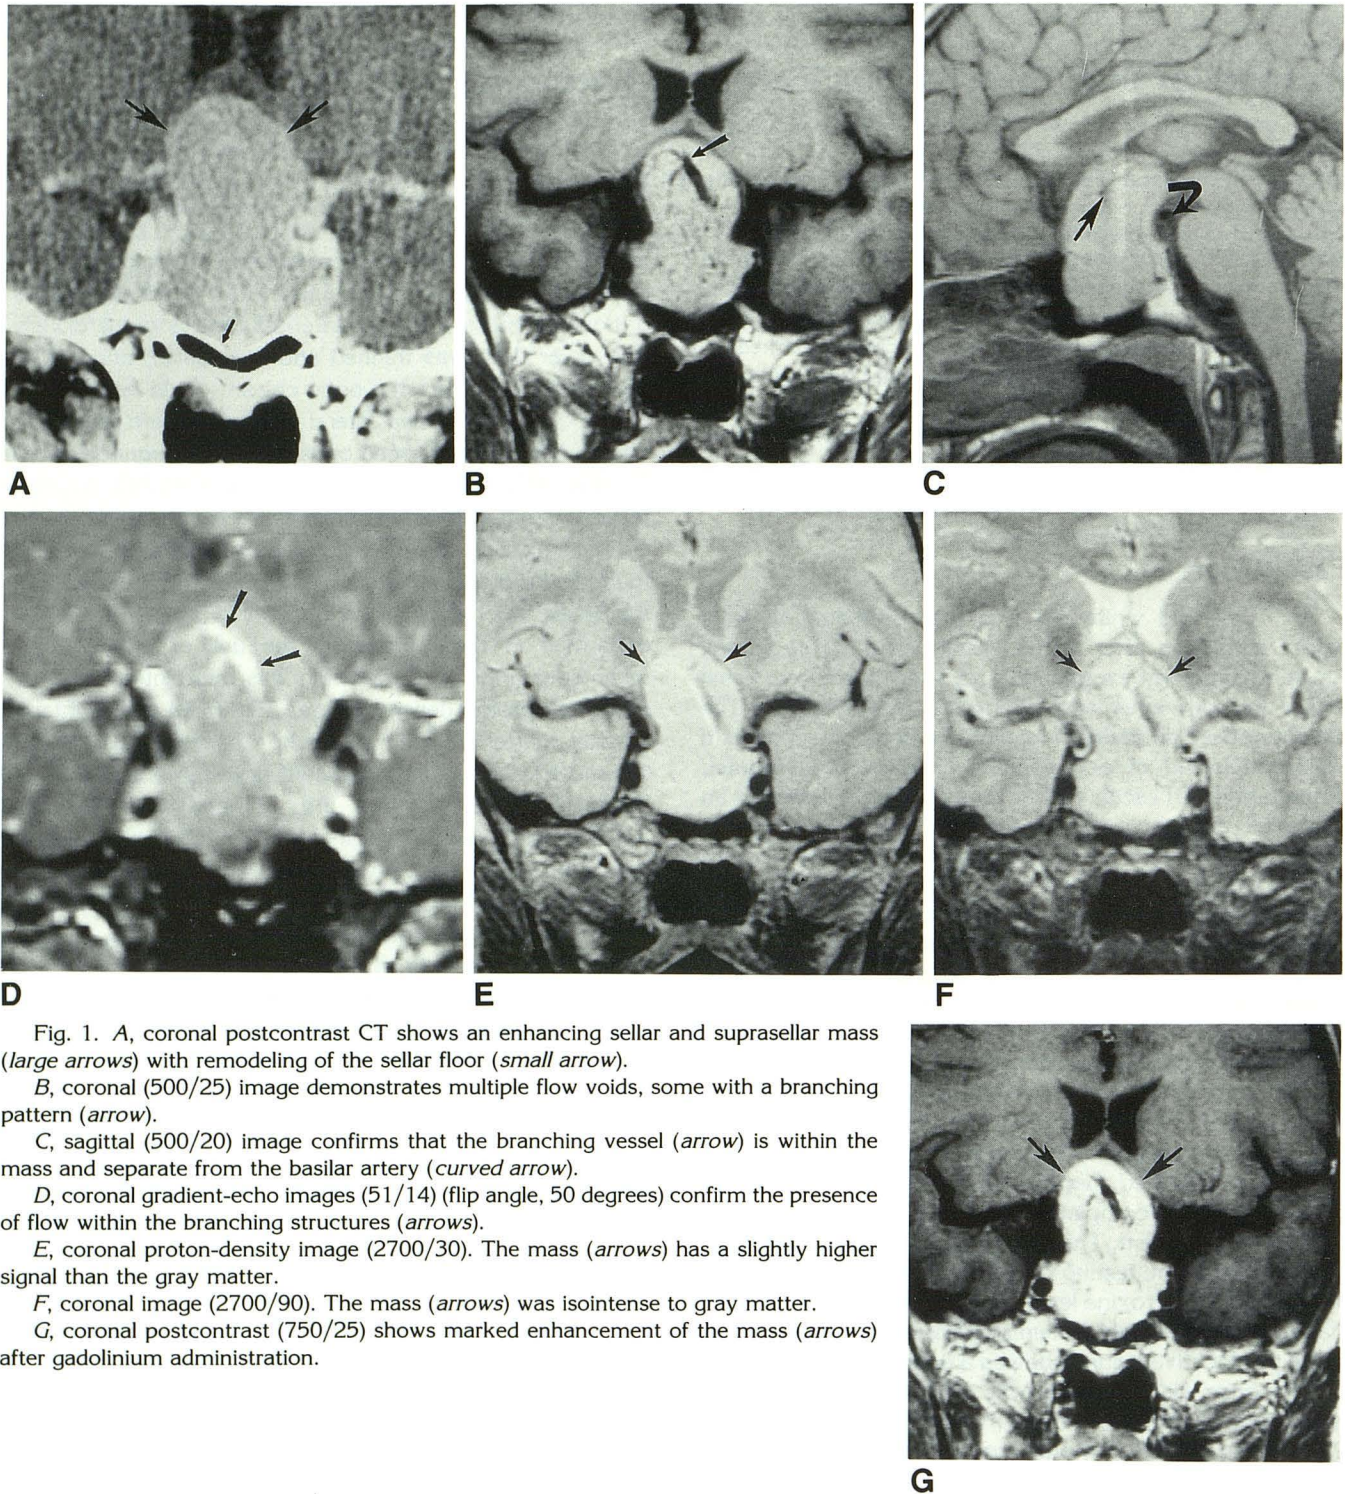 A
B
C
D
E
F
Fig. 1. A, coronal postcontrast CT shows an enhancing sellar and suprasellar mass
(large arrows) with remodeling of the sellar floor (small arrow).
B, coronal (500/25) image demonstrates multiple flow voids, some with a branching
pattern (arrow).
C, sagittal (500/20) image confirms that the branching vessel (arrow) is within the
mass and separate from the basilar artery (curved arrow).
D, coronal gradient-echo images (51/14) (flip angle, 50 degrees) confirm the presence
of flow within the branching structures (arrows).
E, coronal proton-density image (2700/30). The mass (arrows) has a slightly higher
signal than the gray matter.
F, coronal image (2700/90). The mass (arrows) was isointense to gray matter.
G, coronal postcontrast (750/25) shows marked enhancement of the mass (arrows)
after gadolinium administration.
G